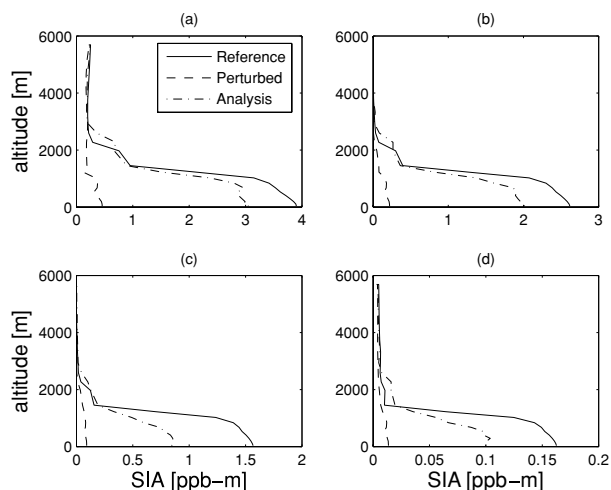 (a)
(b)
6000
4000
2000
0
altitude [m]
Reference
Perturbed
Analysis
0
1
2
3
4
6000
4000
2000
0
0
1
2
3
(c)
(d)
6000
4000
2000
0
altitude [m]
0
0.5
1
1.5
2
SIA [ppb−m]
6000
4000
2000
0
altitude [m]
0
0.05
0.1
0.15
0.2
SIA [ppb−m]